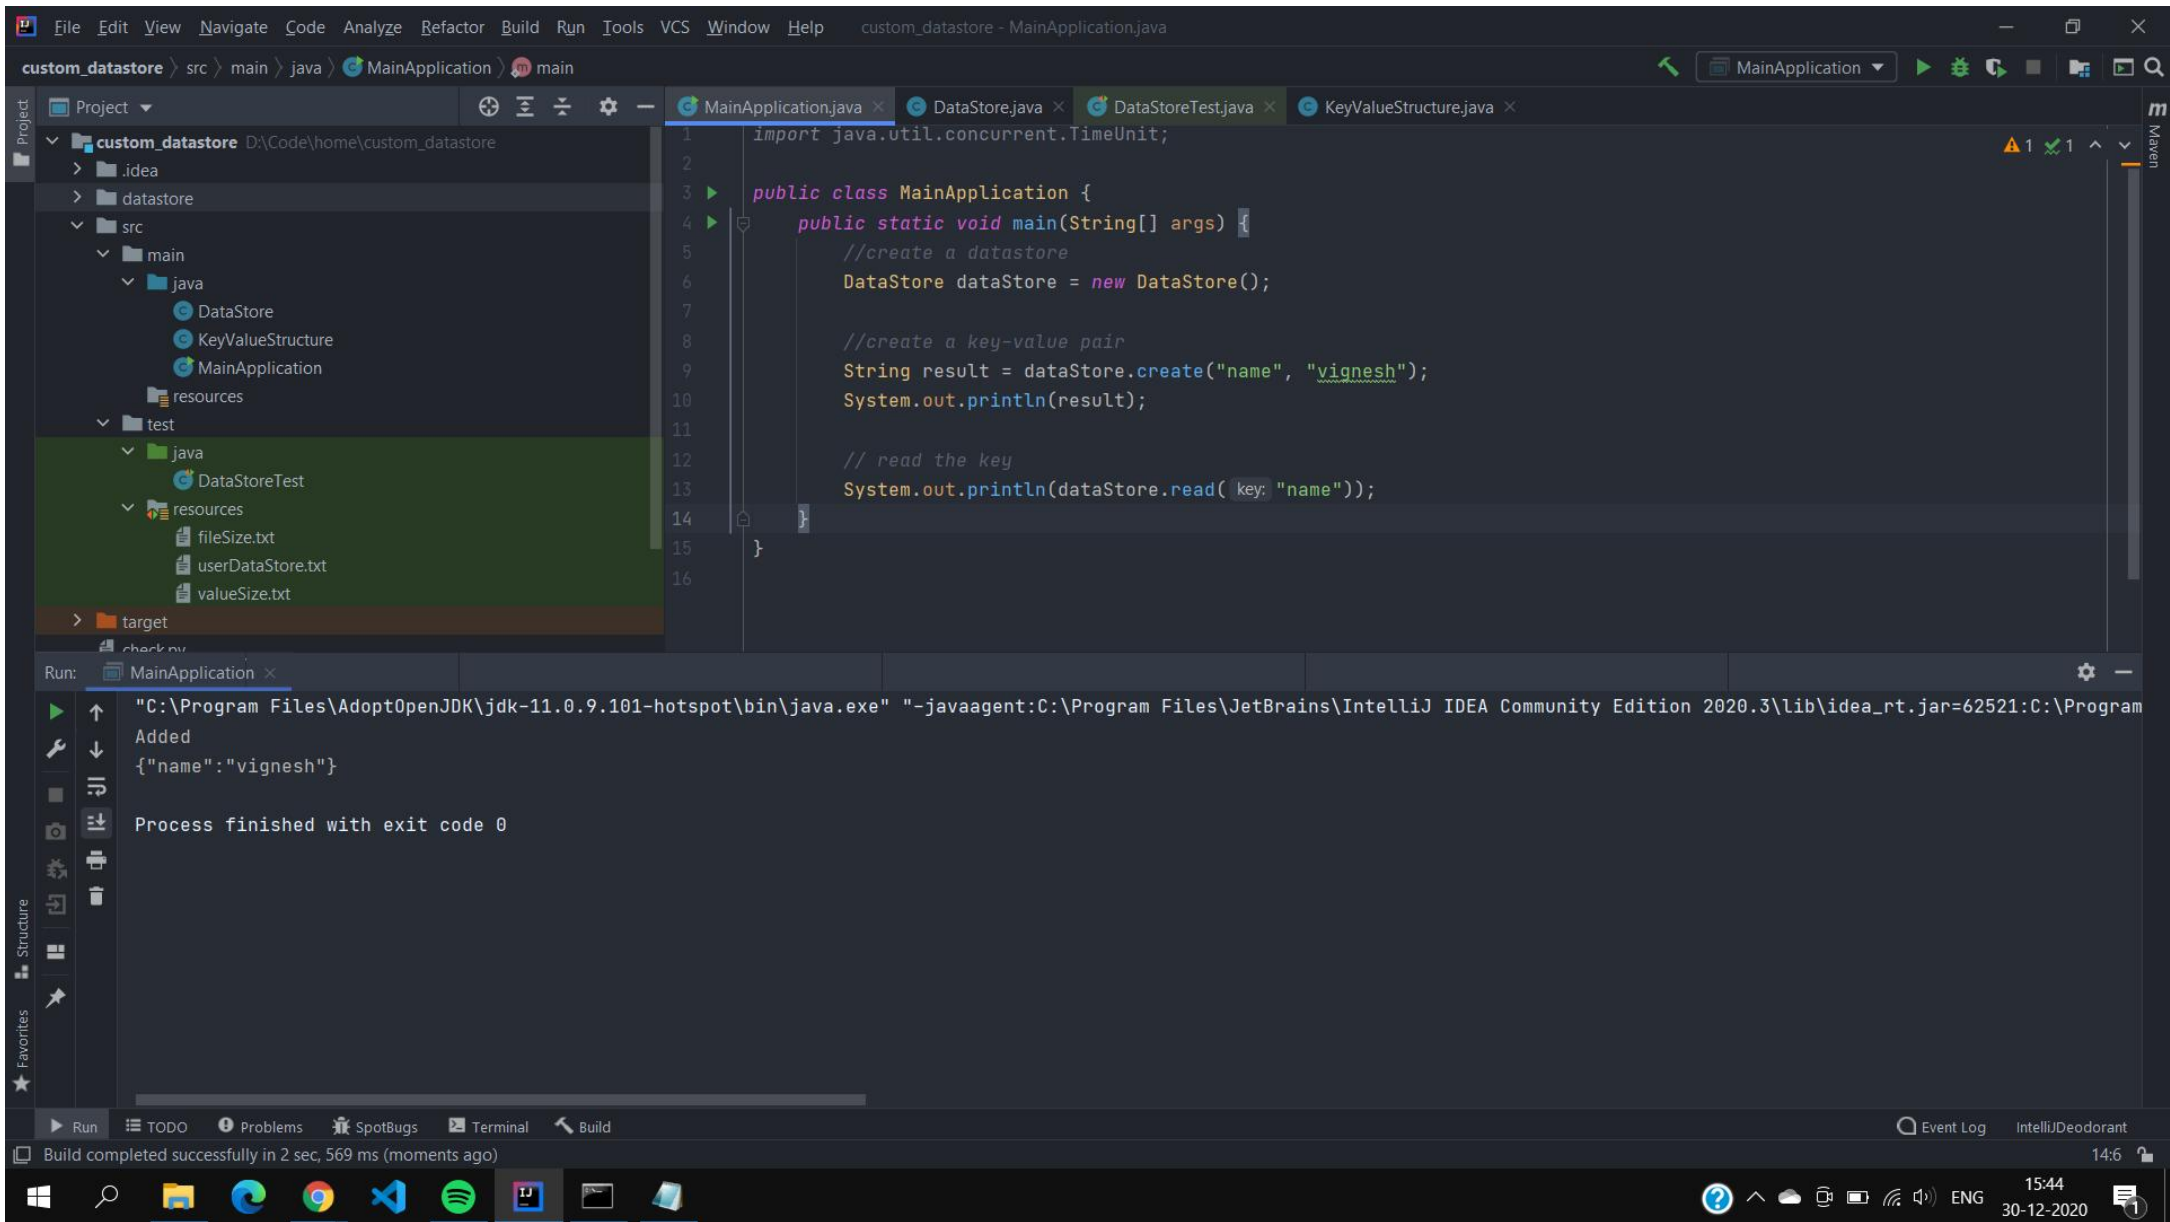 File Edit View Navigate Code Analyze Refactor Build Run Tools VCS Window Help custom_datastore - MainApplication.java
custom_datastore src main java MainApplication main
MainApplication
Project
Project
MainApplication.java DataStore.java DataStoreTest.java KeyValueStructure.java
m Maven
custom_datastore D:\Code\home\custom_datastore
.idea
datastore
src
main
java
DataStore
KeyValueStructure
MainApplication
resources
test
java
DataStoreTest
resources
fileSize.txt
userDataStore.txt
valueSize.txt
target
check.py
1 import java.util.concurrent.TimeUnit;
1 1
2
3 public class MainApplication {
4 public static void main(String[] args) {
5 //create a datastore
6 DataStore dataStore = new DataStore();
7
8 //create a key-value pair
9 String result = dataStore.create("name", "vignesh");
10 System.out.println(result);
11
12 // read the key
13 System.out.println(dataStore.read( key: "name"));
14 }
15 }
16
Run: MainApplication
"C:\Program Files\AdoptOpenJDK\jdk-11.0.9.101-hotspot\bin\java.exe" "-javaagent:C:\Program Files\JetBrains\IntelliJ IDEA Community Edition 2020.3\lib\idea_rt.jar=62521:C:\Program
Added
{"name":"vignesh"}
Process finished with exit code 0
Structure
Favorites
Run TODO Problems SpotBugs Terminal Build Event Log IntelliJDeodorant
Build completed successfully in 2 sec, 569 ms (moments ago) 14:6
ENG 15:44
30-12-2020
1